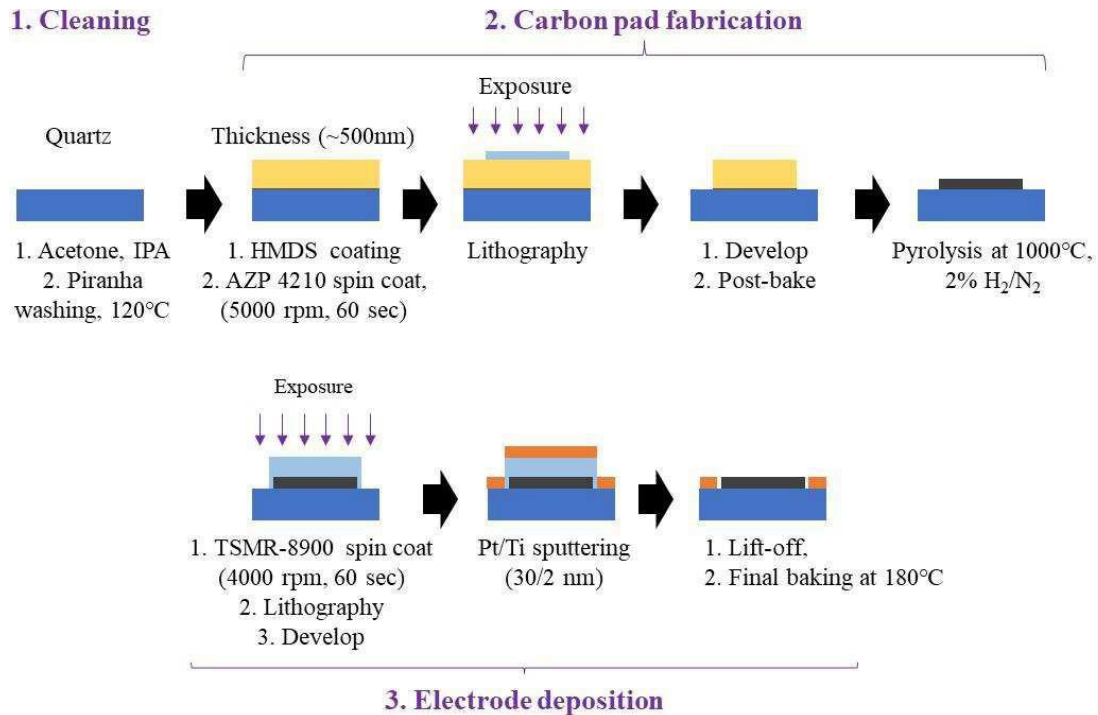 1. Cleaning
2. Carbon pad fabrication
Quartz
1. Acetone, IPA
2. Piranha
washing, 120°C
Thickness (~500nm)
1. HMDS coating
2. AZP 4210 spin coat,
(5000 rpm, 60 sec)
Exposure
Lithography
1. Develop
2. Post-bake
Pyrolysis at 1000°C,
2% H₂/N₂
Exposure
1. TSMR-8900 spin coat
(4000 rpm, 60 sec)
2. Lithography
3. Develop
Pt/Ti sputtering
(30/2 nm)
1. Lift-off,
2. Final baking at 180°C
3. Electrode deposition